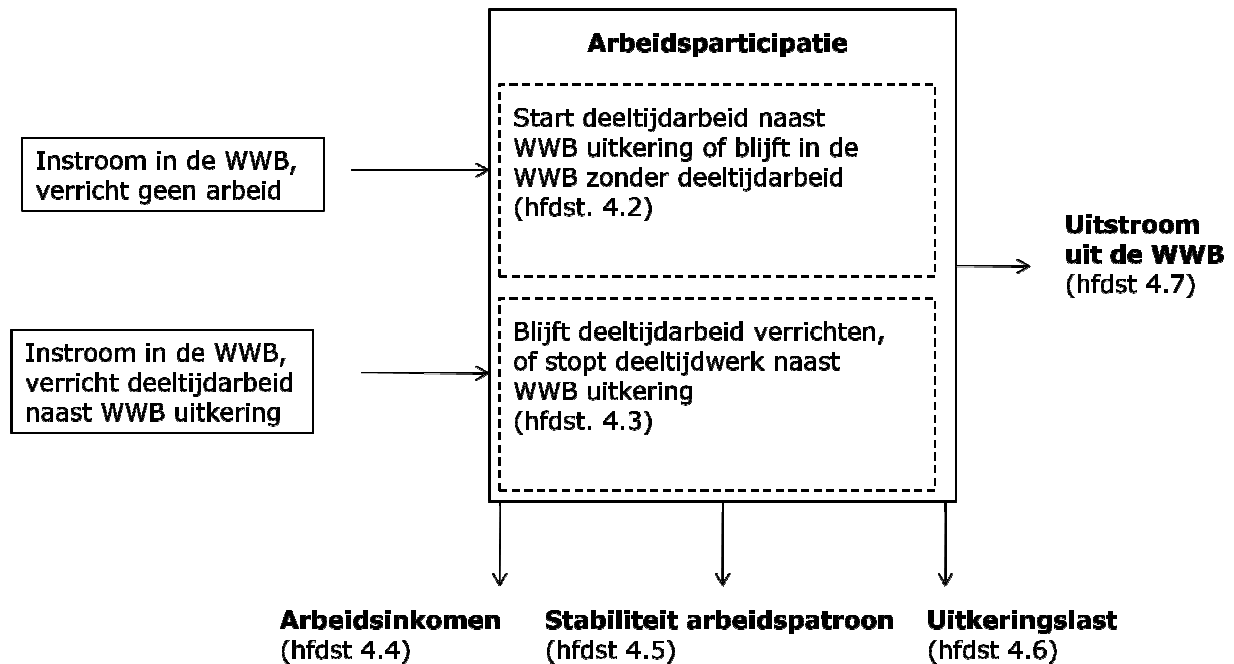 Arbeidsparticipatie
Instroom in de WWB,
verricht geen arbeid
Start deeltijdarbeid naast
WWB uitkering of blijft in de
WWB zonder deeltijdarbeid
(hfdst. 4.2)
Instroom in de WWB,
verricht deeltijdarbeid
naast WWB uitkering
Blijft deeltijdarbeid verrichten,
of stopt deeltijdwerk naast
WWB uitkering
(hfdst. 4.3)
Uitstroom
uit de WWB
(hfdst 4.7)
Arbeidsinkomen
(hfdst 4.4)
Stabiliteit arbeidspatroon
(hfdst 4.5)
Uitkeringslast
(hfdst 4.6)